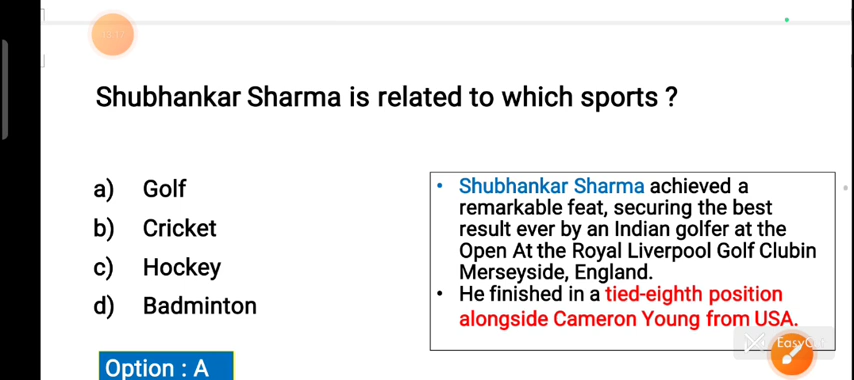 Shubhankar Sharma is related to which sports ?
a) Golf
b) Cricket
c) Hockey
d) Badminton
Option : A
• Shubhankar Sharma achieved a
remarkable feat, securing the best
result ever by an Indian golfer at the
Open At the Royal Liverpool Golf Clubin
Merseyside, England.
• He finished in a tied-eighth position
alongside Cameron Young from USA.